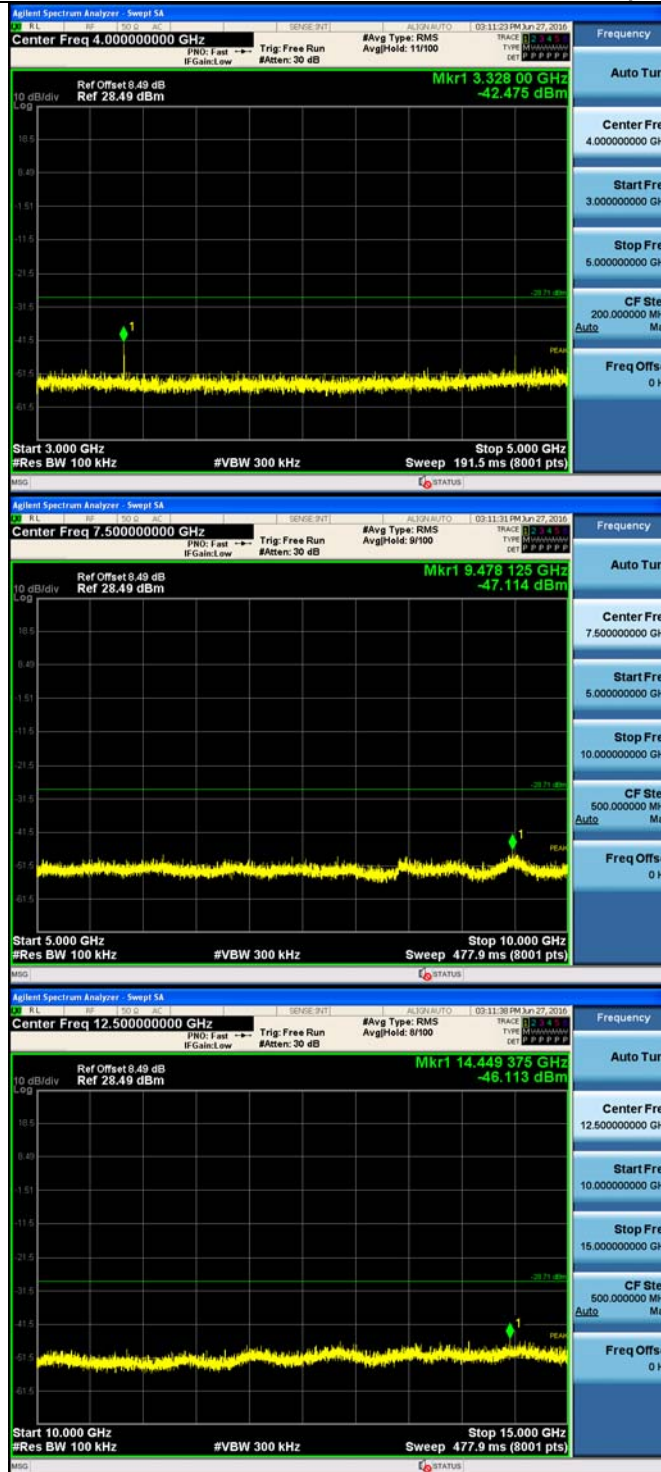 Agilent Spectrum Analyzer - Swept SA
RL RF 50 Ω AC SENSE:INT ALIGNAUTO 03:11:23 PM Jun 27, 2016
Center Freq 4.000000000 GHz
PNO: Fast
IFGain:Low
Trig: Free Run
#Atten: 30 dB
#Avg Type: RMS
Avg|Hold: 11/100
TRACE 1 2 3 4 5 6
TYPE M
DET P P P P P P
Frequency
Auto Tun
Ref Offset 8.49 dB
Ref 28.49 dBm
10 dB/div
Log
Mkr1 3.328 00 GHz
-42.475 dBm
18.5
8.49
-1.51
-11.5
-21.5
-31.5
-41.5
-51.5
-61.5
-28.71 dBm
1
PEAK
Center Fre
4.000000000 GH
Start Fre
3.000000000 GH
Stop Fre
5.000000000 GH
CF Ste
200.000000 MH
Auto Ma
Freq Offs
0 H
Start 3.000 GHz Stop 5.000 GHz
#Res BW 100 kHz #VBW 300 kHz Sweep 191.5 ms (8001 pts)
MSG STATUS
Agilent Spectrum Analyzer - Swept SA
RL RF 50 Ω AC SENSE:INT ALIGNAUTO 03:11:31 PM Jun 27, 2016
Center Freq 7.500000000 GHz
PNO: Fast
IFGain:Low
Trig: Free Run
#Atten: 30 dB
#Avg Type: RMS
Avg|Hold: 9/100
TRACE 1 2 3 4 5 6
TYPE M
DET P P P P P P
Frequency
Auto Tun
Ref Offset 8.49 dB
Ref 28.49 dBm
10 dB/div
Log
Mkr1 9.478 125 GHz
-47.114 dBm
18.5
8.49
-1.51
-11.5
-21.5
-31.5
-41.5
-51.5
-61.5
-28.71 dBm
1
PEAK
Center Fre
7.500000000 GH
Start Fre
5.000000000 GH
Stop Fre
10.000000000 GH
CF Ste
500.000000 MH
Auto Ma
Freq Offs
0 H
Start 5.000 GHz Stop 10.000 GHz
#Res BW 100 kHz #VBW 300 kHz Sweep 477.9 ms (8001 pts)
MSG STATUS
Agilent Spectrum Analyzer - Swept SA
RL RF 50 Ω AC SENSE:INT ALIGNAUTO 03:11:38 PM Jun 27, 2016
Center Freq 12.500000000 GHz
PNO: Fast
IFGain:Low
Trig: Free Run
#Atten: 30 dB
#Avg Type: RMS
Avg|Hold: 8/100
TRACE 1 2 3 4 5 6
TYPE M
DET P P P P P P
Frequency
Auto Tun
Ref Offset 8.49 dB
Ref 28.49 dBm
10 dB/div
Log
Mkr1 14.449 375 GHz
-46.113 dBm
18.5
8.49
-1.51
-11.5
-21.5
-31.5
-41.5
-51.5
-61.5
-28.71 dBm
1
PEAK
Center Fre
12.500000000 GH
Start Fre
10.000000000 GH
Stop Fre
15.000000000 GH
CF Ste
500.000000 MH
Auto Ma
Freq Offs
0 H
Start 10.000 GHz Stop 15.000 GHz
#Res BW 100 kHz #VBW 300 kHz Sweep 477.9 ms (8001 pts)
MSG STATUS